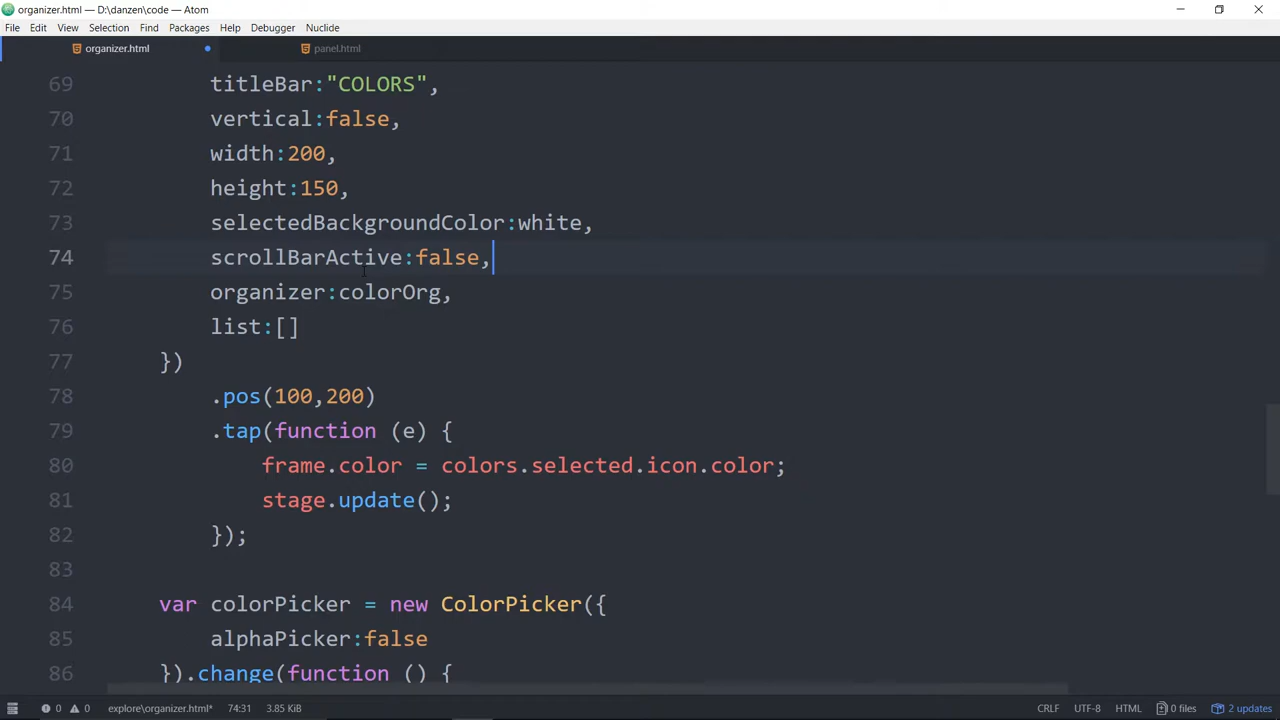 organizer.html — D:\danzen\code — Atom
File Edit View Selection Find Packages Help Debugger Nuclide
organizer.html panel.html
69 titleBar:"COLORS",
70 vertical:false,
71 width:200,
72 height:150,
73 selectedBackgroundColor:white,
74 scrollBarActive:false,
75 organizer:colorOrg,
76 list:[]
77 })
78 .pos(100,200)
79 .tap(function (e) {
80 frame.color = colors.selected.icon.color;
81 stage.update();
82 });
83
84 var colorPicker = new ColorPicker({
85 alphaPicker:false
86 }).change(function () {
0 0 explore\organizer.html* 74:31 3.85 KiB CRLF UTF-8 HTML 0 files 2 updates